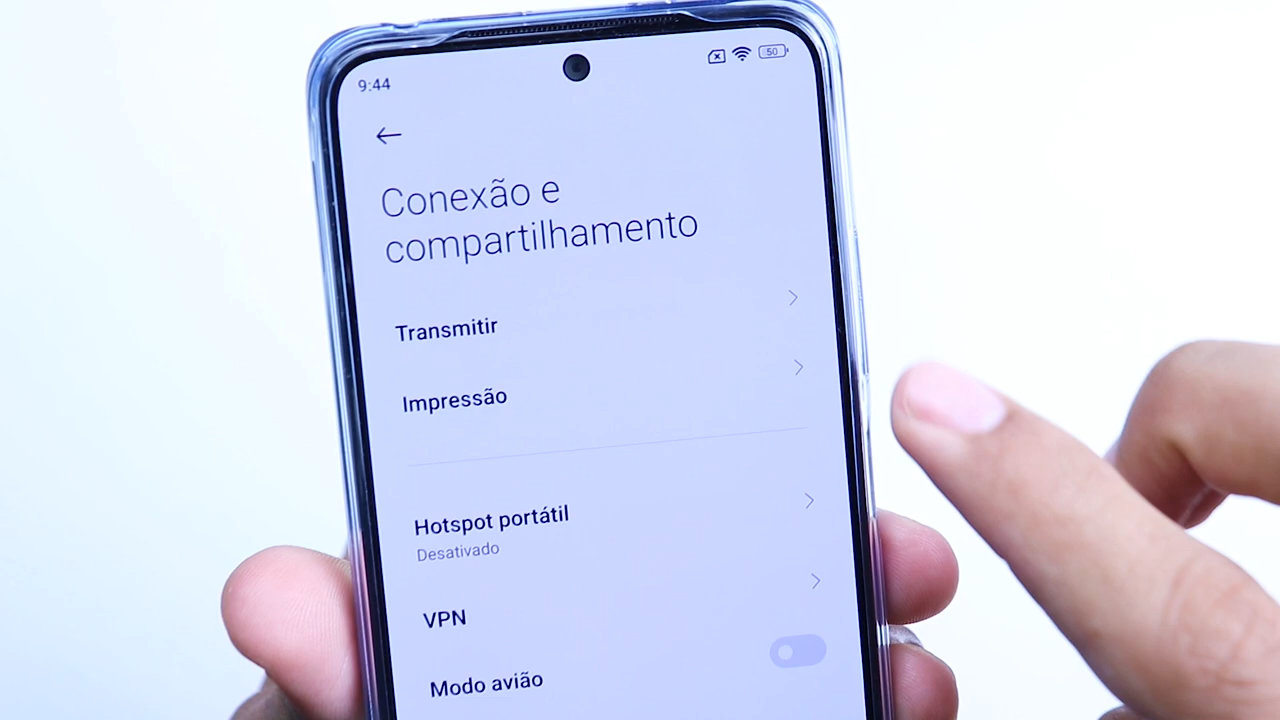 9:44
50
Conexão e
compartilhamento
Transmitir
Impressão
Hotspot portátil
Desativado
VPN
Modo avião